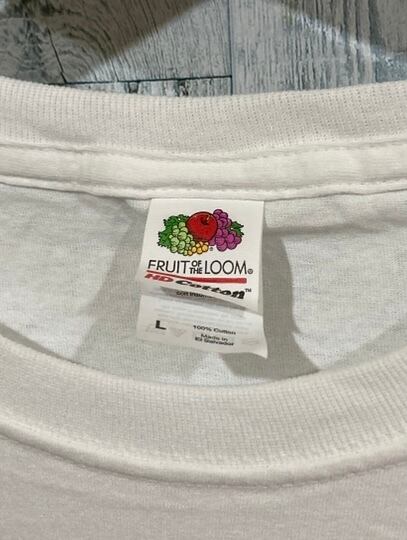 FRUIT OF THE LOOM®
HD Cotton™
L
100% Cotton
Made in
El Salvador